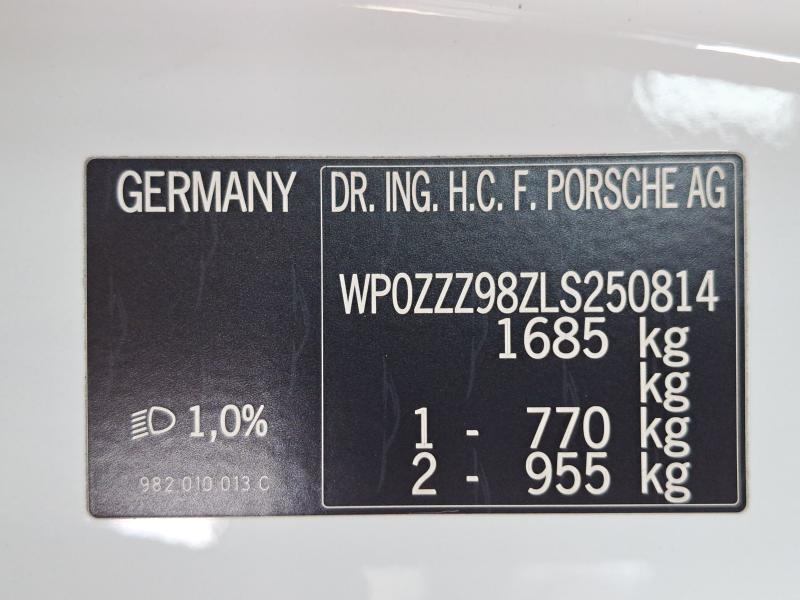 GERMANY
DR. ING. H.C. F. PORSCHE AG
WP0ZZZ98ZLS250814
1685 kg
kg
1 - 770 kg
2 - 955 kg
1,0%
982 010 013 C